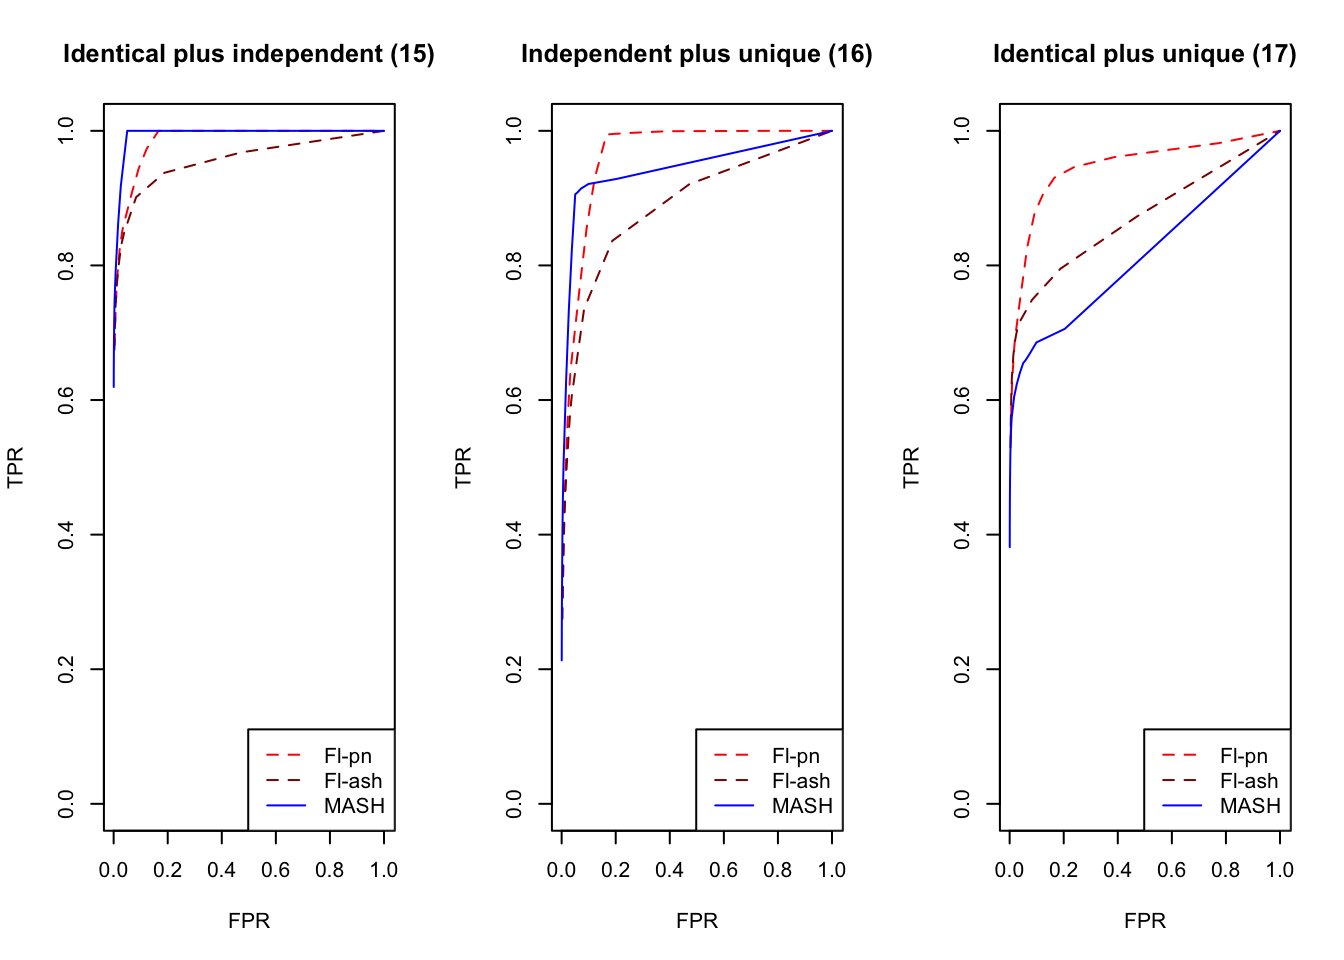 Identical plus independent (15)
TPR
1.0
0.8
0.6
0.4
0.2
0.0
Fl-pn
Fl-ash
MASH
0.0 0.2 0.4 0.6 0.8 1.0
FPR
Independent plus unique (16)
TPR
1.0
0.8
0.6
0.4
0.2
0.0
Fl-pn
Fl-ash
MASH
0.0 0.2 0.4 0.6 0.8 1.0
FPR
Identical plus unique (17)
TPR
1.0
0.8
0.6
0.4
0.2
0.0
Fl-pn
Fl-ash
MASH
0.0 0.2 0.4 0.6 0.8 1.0
FPR